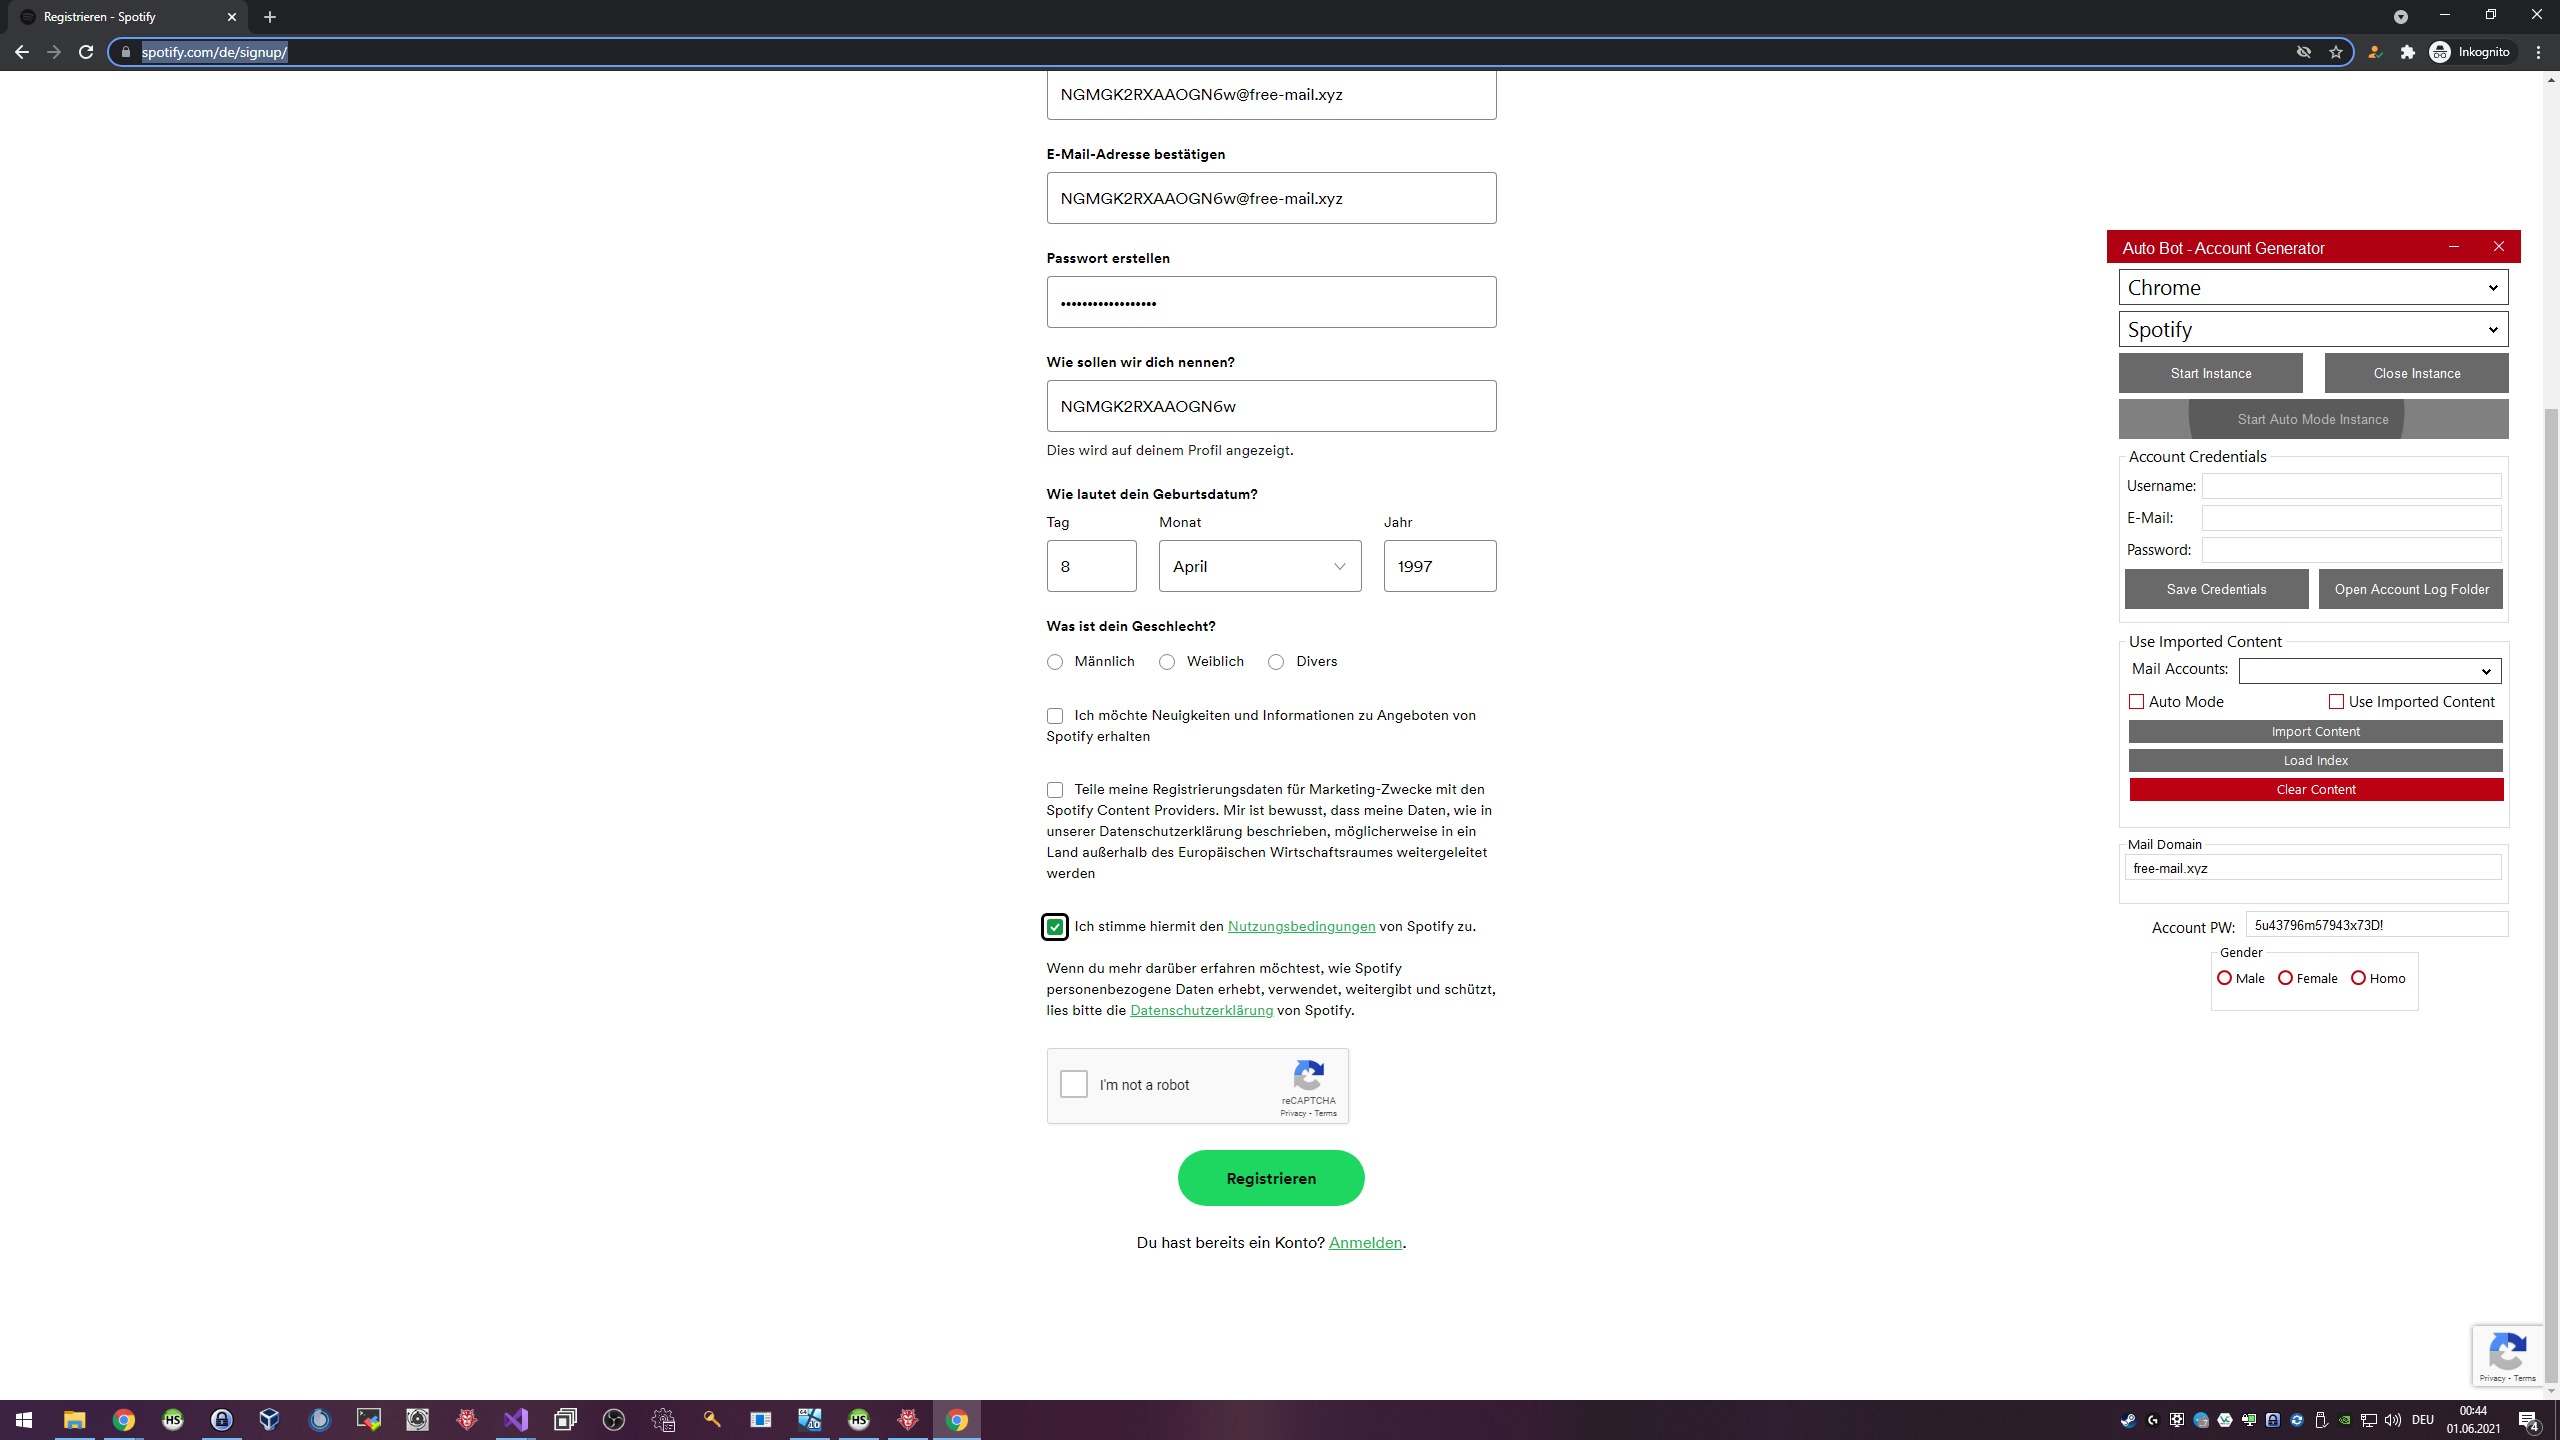 Registrieren - Spotify
spotify.com/de/signup/
Inkognito
NGMGK2RXAAOGN6w@free-mail.xyz
E-Mail-Adresse bestätigen
NGMGK2RXAAOGN6w@free-mail.xyz
Passwort erstellen
••••••••••••••••••
Wie sollen wir dich nennen?
NGMGK2RXAAOGN6w
Dies wird auf deinem Profil angezeigt.
Wie lautet dein Geburtsdatum?
Tag Monat Jahr
8 April 1997
Was ist dein Geschlecht?
Männlich Weiblich Divers
Ich möchte Neuigkeiten und Informationen zu Angeboten von
Spotify erhalten
Teile meine Registrierungsdaten für Marketing-Zwecke mit den
Spotify Content Providers. Mir ist bewusst, dass meine Daten, wie in
unserer Datenschutzerklärung beschrieben, möglicherweise in ein
Land außerhalb des Europäischen Wirtschaftsraumes weitergeleitet
werden
Ich stimme hiermit den Nutzungsbedingungen von Spotify zu.
Wenn du mehr darüber erfahren möchtest, wie Spotify
personenbezogene Daten erhebt, verwendet, weitergibt und schützt,
lies bitte die Datenschutzerklärung von Spotify.
I'm not a robot
reCAPTCHA
Privacy - Terms
Registrieren
Du hast bereits ein Konto? Anmelden.
Auto Bot - Account Generator
Chrome
Spotify
Start Instance Close Instance
Start Auto Mode Instance
Account Credentials
Username:
E-Mail:
Password:
Save Credentials Open Account Log Folder
Use Imported Content
Mail Accounts:
Auto Mode Use Imported Content
Import Content
Load Index
Clear Content
Mail Domain
free-mail.xyz
Account PW: 5u43796m57943x73D!
Gender
Male Female Homo
Privacy - Terms
HS
HS
DEU
00:44
01.06.2021
4